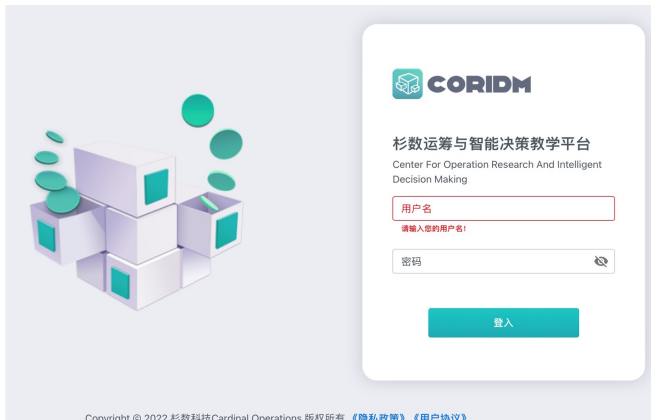 CORIDM
杉数运筹与智能决策教学平台
Center For Operation Research And Intelligent
Decision Making
用户名
请输入您的用户名!
密码
登入
Copyright © 2022 杉数科技Cardinal Operations 版权所有 《隐私政策》 《用户协议》